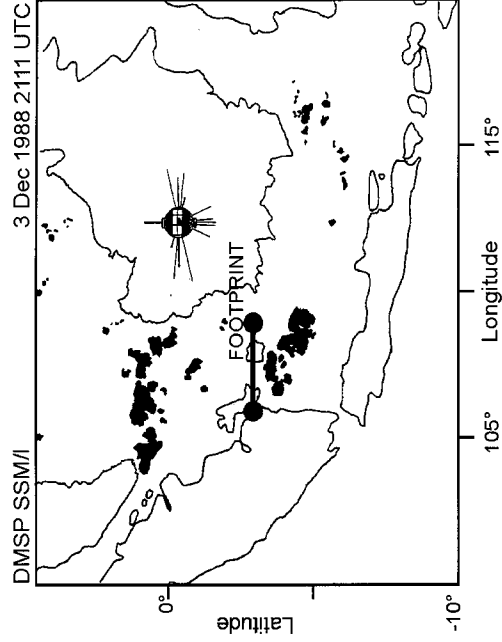 DMSP SSM/I 3 Dec 1988 2111 UTC
FOOTPRINT
0°
-10°
Latitude
105°
115°
Longitude